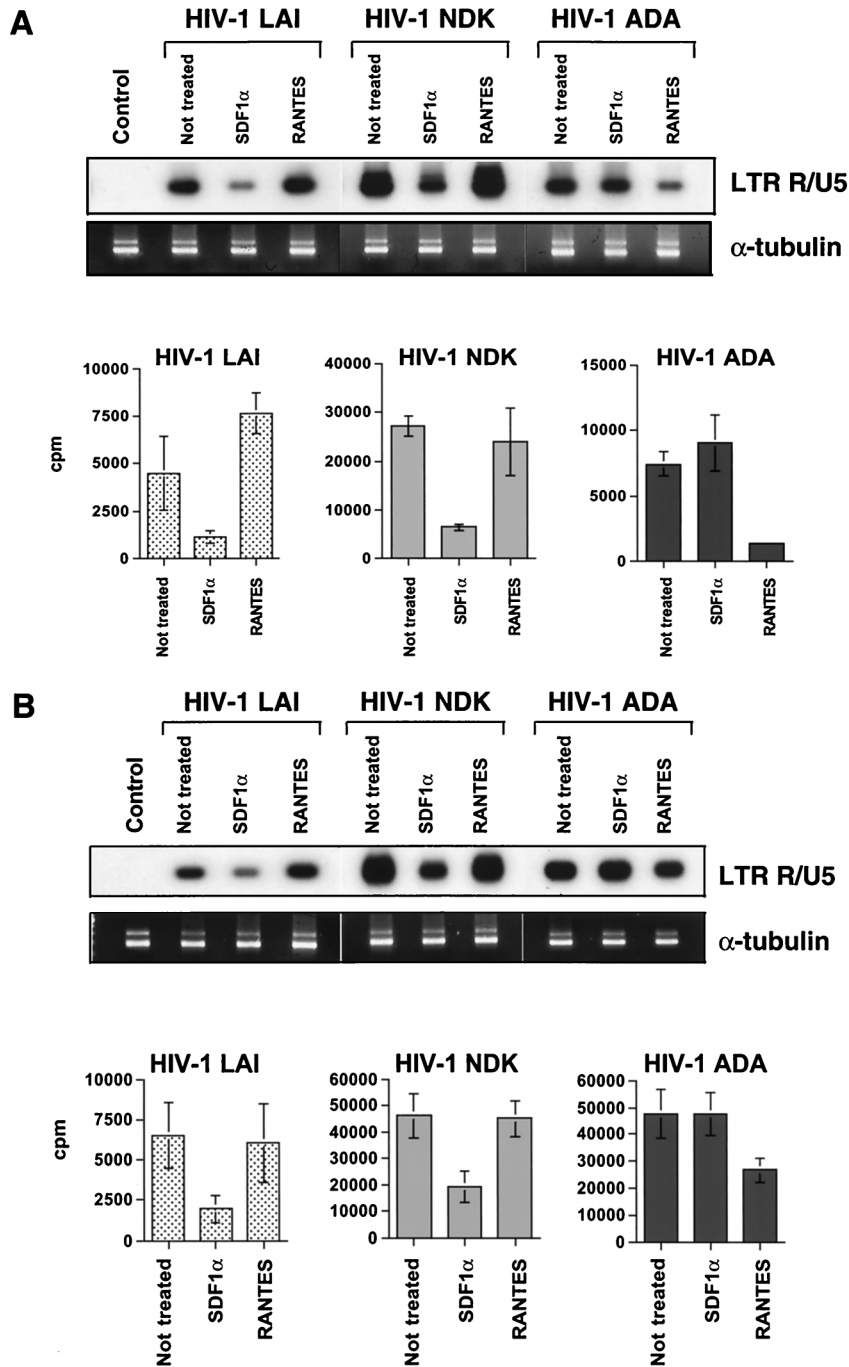 A
HIV-1 LAI HIV-1 NDK HIV-1 ADA
Control Not treated SDF1α RANTES Not treated SDF1α RANTES Not treated SDF1α RANTES
LTR R/U5
α-tubulin
HIV-1 LAI
cpm
10000
7500
5000
2500
0
Not treated SDF1α RANTES
HIV-1 NDK
40000
30000
20000
10000
0
Not treated SDF1α RANTES
HIV-1 ADA
15000
10000
5000
0
Not treated SDF1α RANTES
B
HIV-1 LAI HIV-1 NDK HIV-1 ADA
Control Not treated SDF1α RANTES Not treated SDF1α RANTES Not treated SDF1α RANTES
LTR R/U5
α-tubulin
HIV-1 LAI
cpm
10000
7500
5000
2500
0
Not treated SDF1α RANTES
HIV-1 NDK
60000
50000
40000
30000
20000
10000
0
Not treated SDF1α RANTES
HIV-1 ADA
60000
50000
40000
30000
20000
10000
0
Not treated SDF1α RANTES